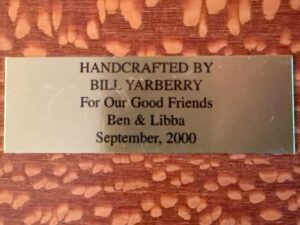 HANDCRAFTED BY
BILL YARBERRY
For Our Good Friends
Ben & Libba
September, 2000